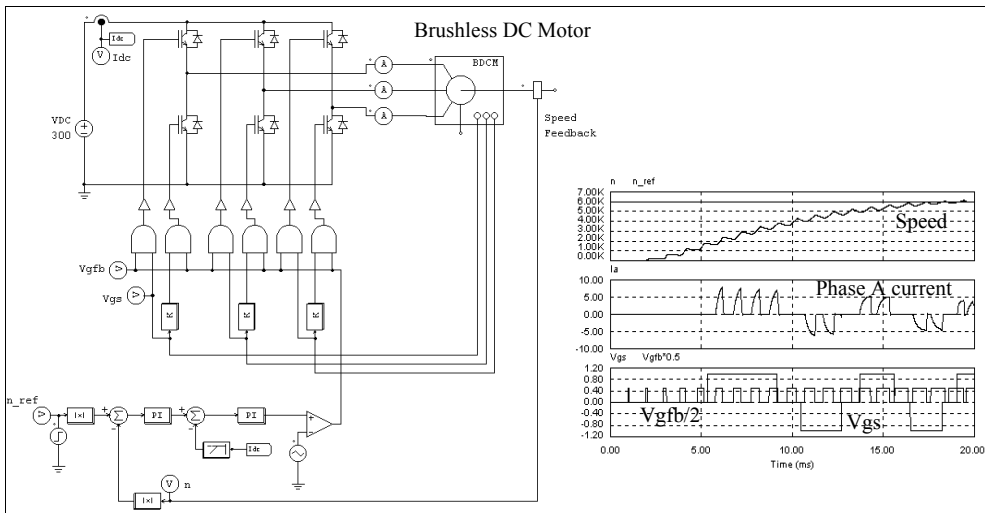 Brushless DC Motor
V
Idc
Idc
A
A
A
BDCM
VDC
300
Speed
Feedback
Vgfb
V
Vgs
V
K
K
K
n_ref
V
|x|
+
Σ
-
PI
+
Σ
-
PI
+
-
Idc
V
n
|x|
n n_ref
7.00K
6.00K
5.00K
4.00K
3.00K
2.00K
1.00K
0.00K
Speed
Ia
10.00
5.00
0.00
-5.00
-10.00
Phase A current
Vgs Vgfb*0.5
1.20
0.80
0.40
0.00
-0.40
-0.80
-1.20
Vgfb/2
Vgs
0.00 5.00 10.00 15.00 20.00
Time (ms)